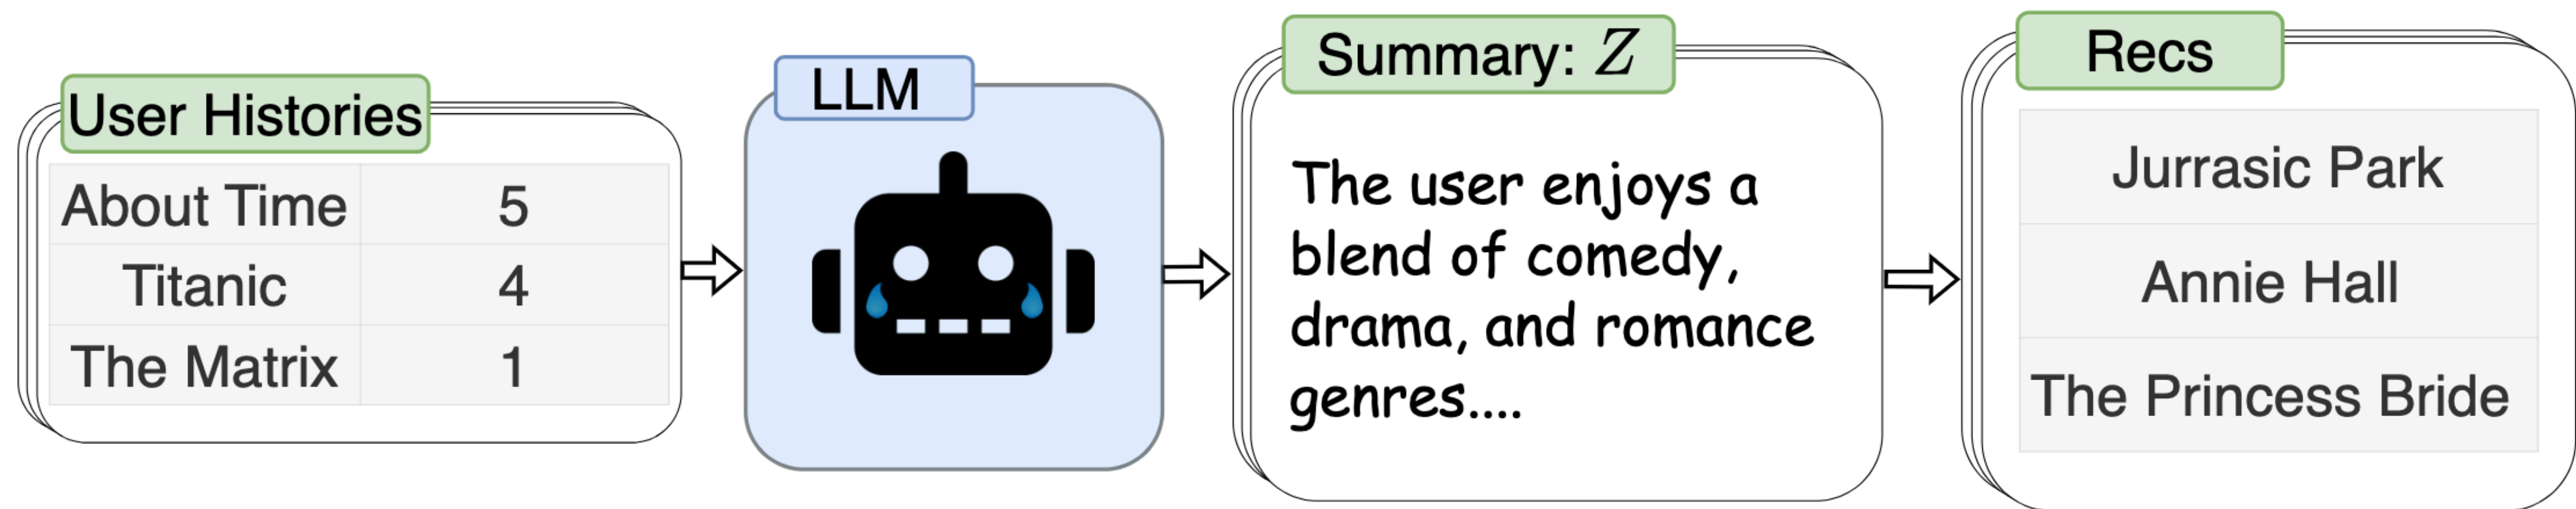 User Histories
About Time 5
Titanic 4
The Matrix 1
LLM
Summary: Z
The user enjoys a
blend of comedy,
drama, and romance
genres....
Recs
Jurrasic Park
Annie Hall
The Princess Bride